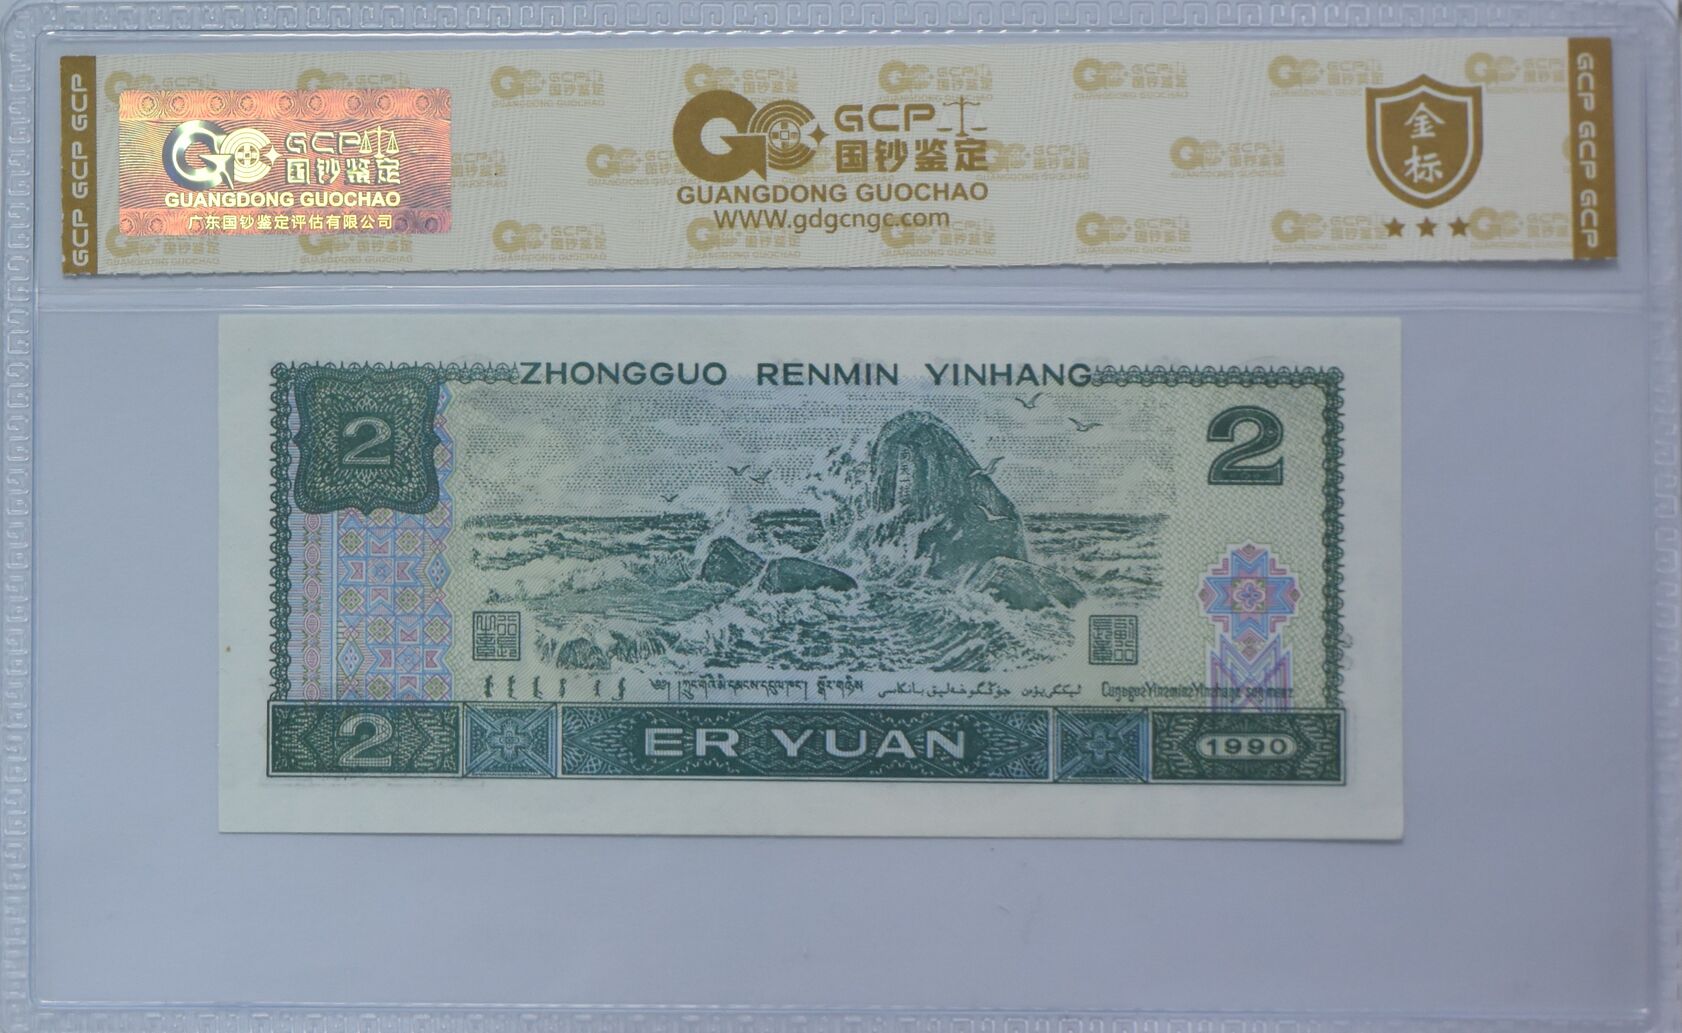 GCP GCP GCP
GCP
国钞鉴定
GUANGDONG GUOCHAO
广东国钞鉴定评估有限公司
GCP
国钞鉴定
GUANGDONG GUOCHAO
WWW.gdgcngc.com
金标
GCP GCP GCP
ZHONGGUO RENMIN YINHANG
2
2
2
ER YUAN
1990